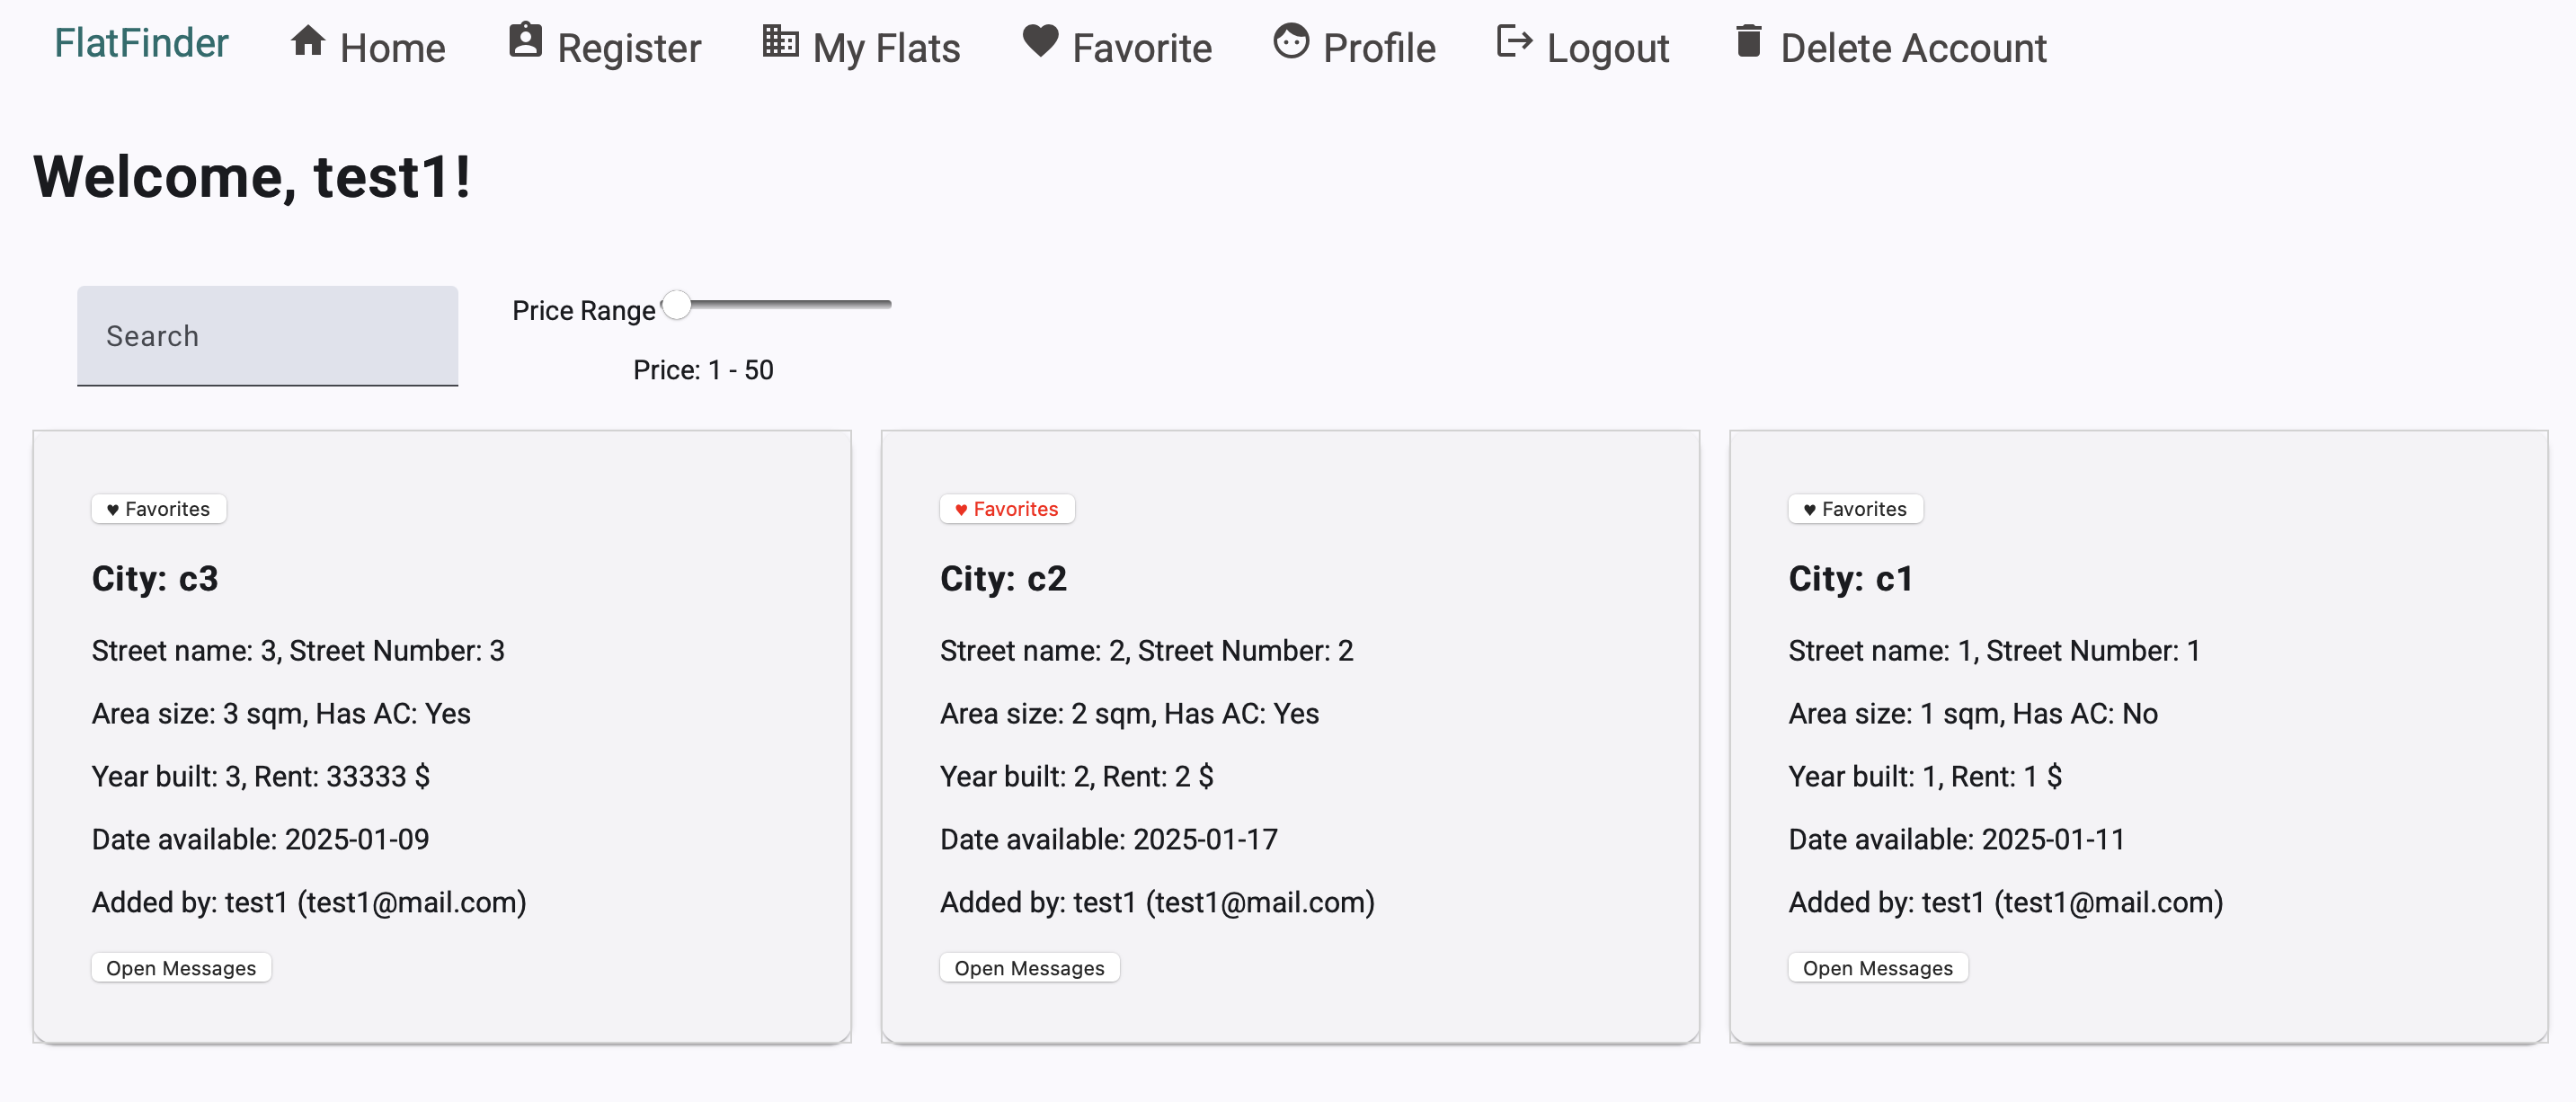 FlatFinder Home Register My Flats Favorite Profile Logout Delete Account
Welcome, test1!
Search
Price Range
Price: 1 - 50
♥ Favorites
City: c3
Street name: 3, Street Number: 3
Area size: 3 sqm, Has AC: Yes
Year built: 3, Rent: 33333 $
Date available: 2025-01-09
Added by: test1 (test1@mail.com)
Open Messages
♥ Favorites
City: c2
Street name: 2, Street Number: 2
Area size: 2 sqm, Has AC: Yes
Year built: 2, Rent: 2 $
Date available: 2025-01-17
Added by: test1 (test1@mail.com)
Open Messages
♥ Favorites
City: c1
Street name: 1, Street Number: 1
Area size: 1 sqm, Has AC: No
Year built: 1, Rent: 1 $
Date available: 2025-01-11
Added by: test1 (test1@mail.com)
Open Messages